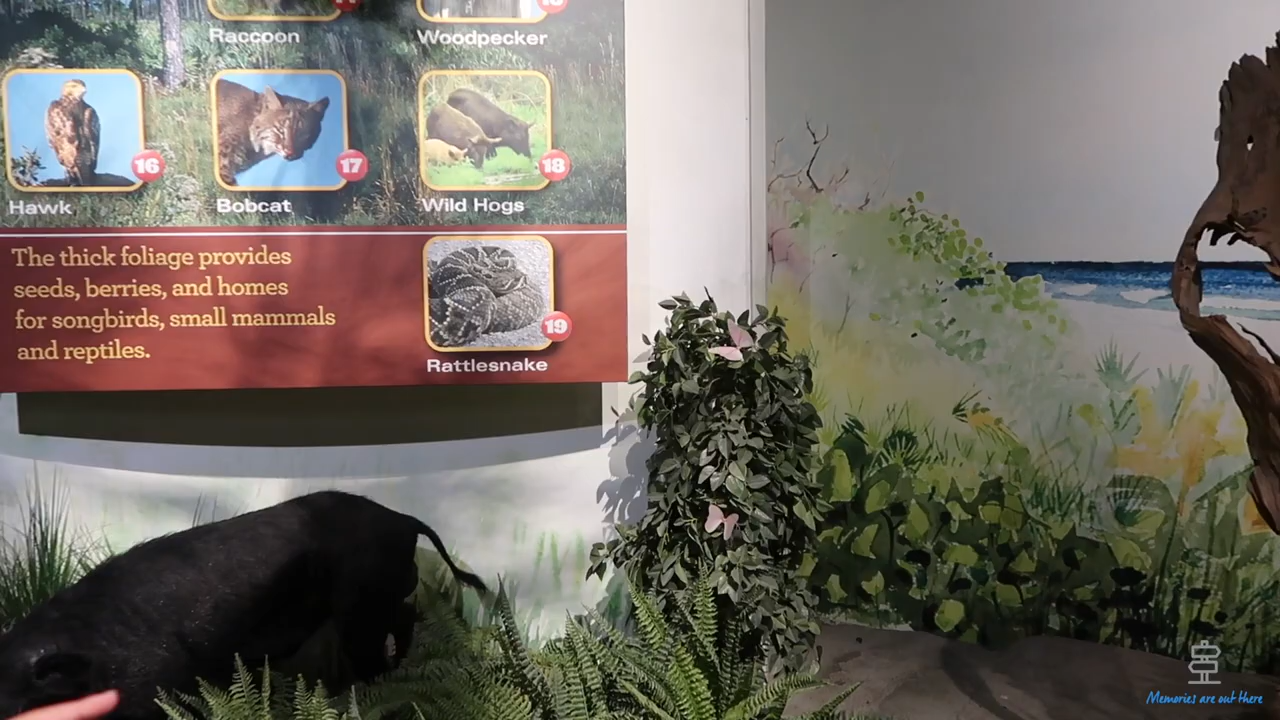 Raccoon
Woodpecker
16
17
18
Hawk
Bobcat
Wild Hogs
The thick foliage provides
seeds, berries, and homes
for songbirds, small mammals
and reptiles.
19
Rattlesnake
Memories are out there